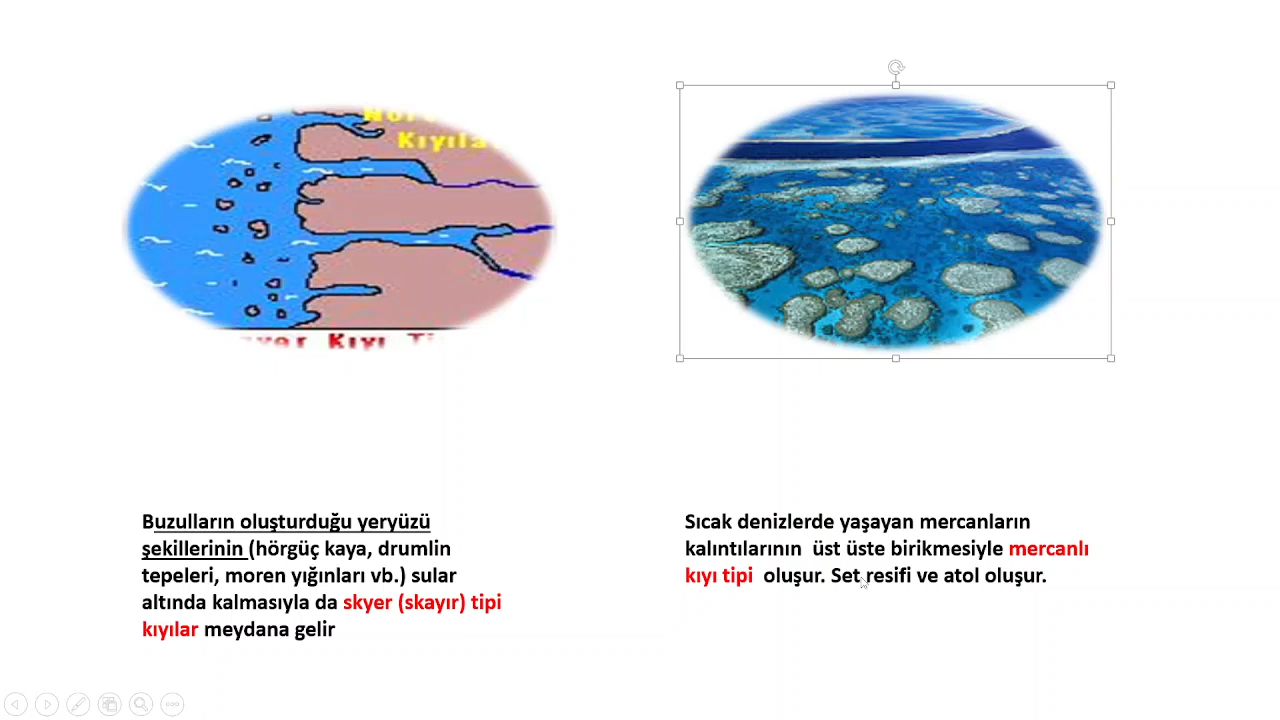 Kıyıla
Kıyı
Buzulların oluşturduğu yeryüzü
şekillerinin (hörgüç kaya, drumlin
tepeleri, moren yığınları vb.) sular
altında kalmasıyla da skyer (skayır) tipi
kıyılar meydana gelir
Sıcak denizlerde yaşayan mercanların
kalıntılarının üst üste birikmesiyle mercanlı
kıyı tipi oluşur. Set resifi ve atol oluşur.